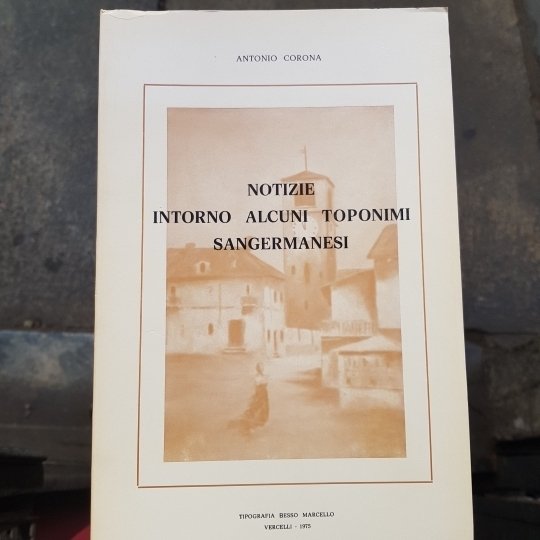 ANTONIO CORONA
NOTIZIE
INTORNO ALCUNI TOPONIMI
SANGERMANESI
TIPOGRAFIA BESSO MARCELLO
VERCELLI - 1975